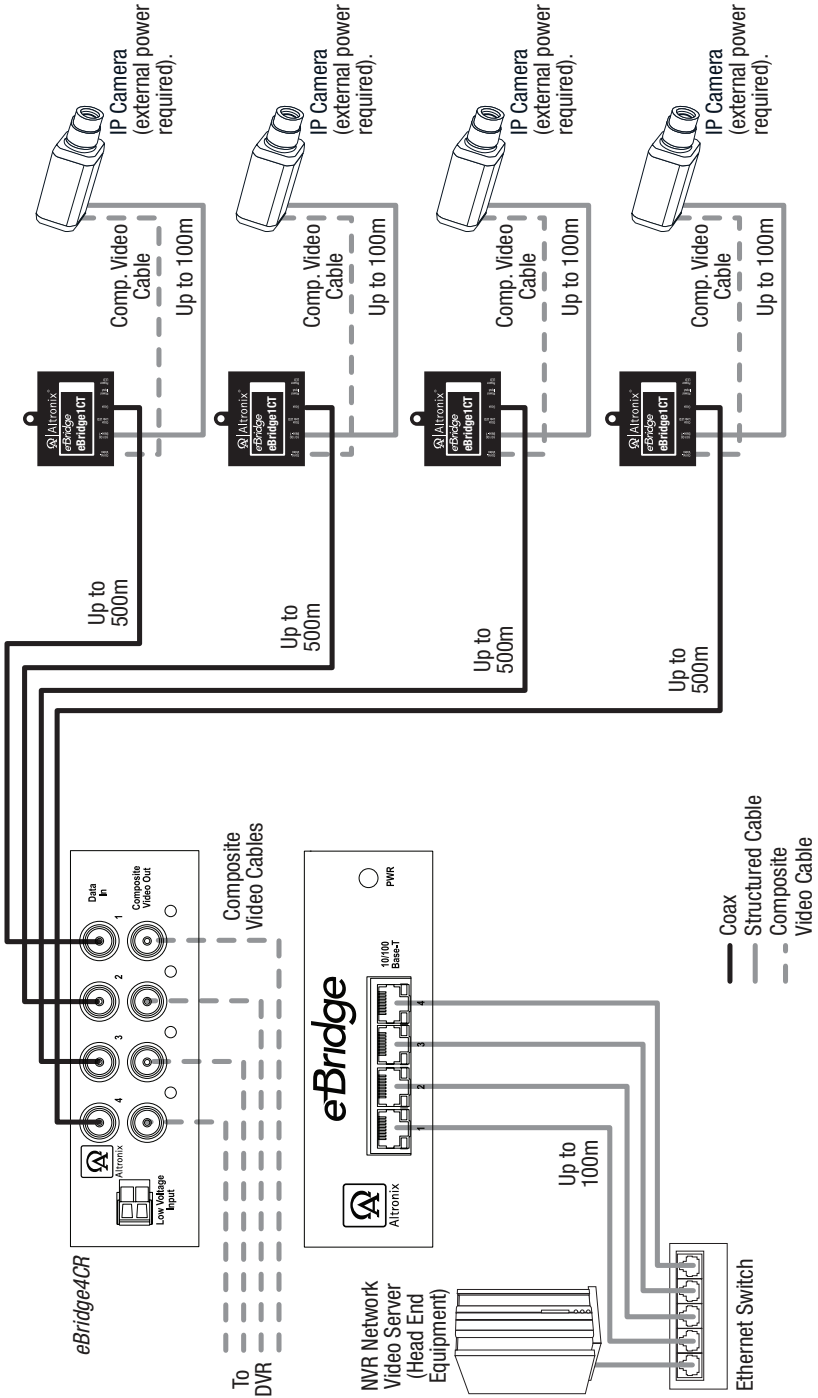 eBridge4CR
Altronix
Low Voltage
Input
Data
In
4
3
2
1
Composite
Video Out
Composite
Video Cables
To
DVR
Altronix
eBridge
10/100
Base-T
1
2
3
4
PWR
Up to
100m
NVR Network
Video Server
(Head End
Equipment)
Ethernet Switch
Coax
Structured Cable
Composite
Video Cable
Up to
500m
Altronix®
eBridge
eBridge1CT
Comp. Video
Cable
Up to 100m
IP Camera
(external power
required).
Up to
500m
Altronix®
eBridge
eBridge1CT
Comp. Video
Cable
Up to 100m
IP Camera
(external power
required).
Up to
500m
Altronix®
eBridge
eBridge1CT
Comp. Video
Cable
Up to 100m
IP Camera
(external power
required).
Up to
500m
Altronix®
eBridge
eBridge1CT
Comp. Video
Cable
Up to 100m
IP Camera
(external power
required).